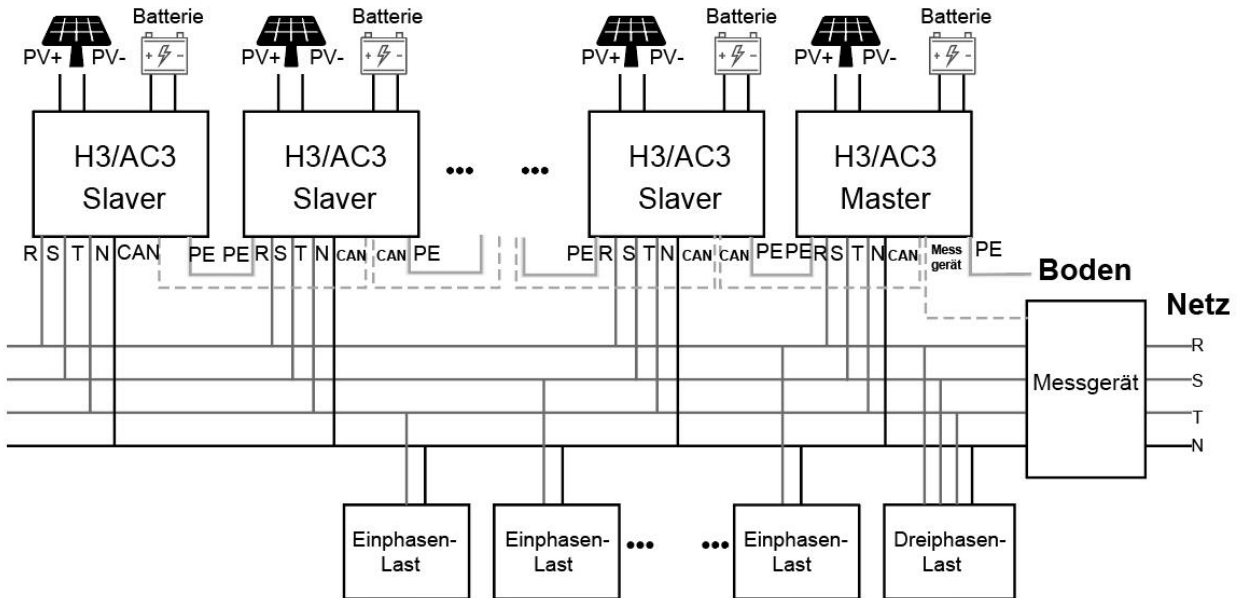 Batterie
Batterie
Batterie
Batterie
PV+ PV-
PV+ PV-
PV+ PV-
PV+ PV-
H3/AC3
Slaver
H3/AC3
Slaver
H3/AC3
Slaver
H3/AC3
Master
••• •••
R S T N CAN PE PE R S T N CAN CAN PE PE R S T N CAN CAN PE PE R S T N CAN Mess PE
gerät
Boden
Netz
R
Messgerät
S
T
N
Einphasen-
Last
Einphasen-
Last
••• •••
Einphasen-
Last
Dreiphasen-
Last